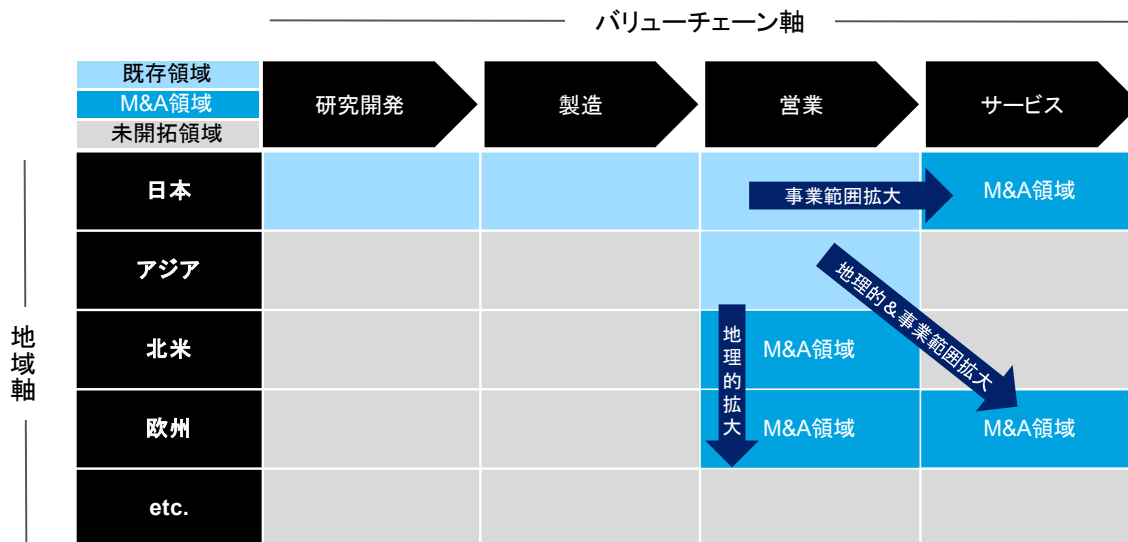 バリューチェーン軸
既存領域
M&A領域
未開拓領域
研究開発
製造
営業
サービス
地域軸
日本
事業範囲拡大
M&A領域
アジア
地理的&事業範囲拡大
北米
地理的拡大
M&A領域
欧州
M&A領域
M&A領域
etc.